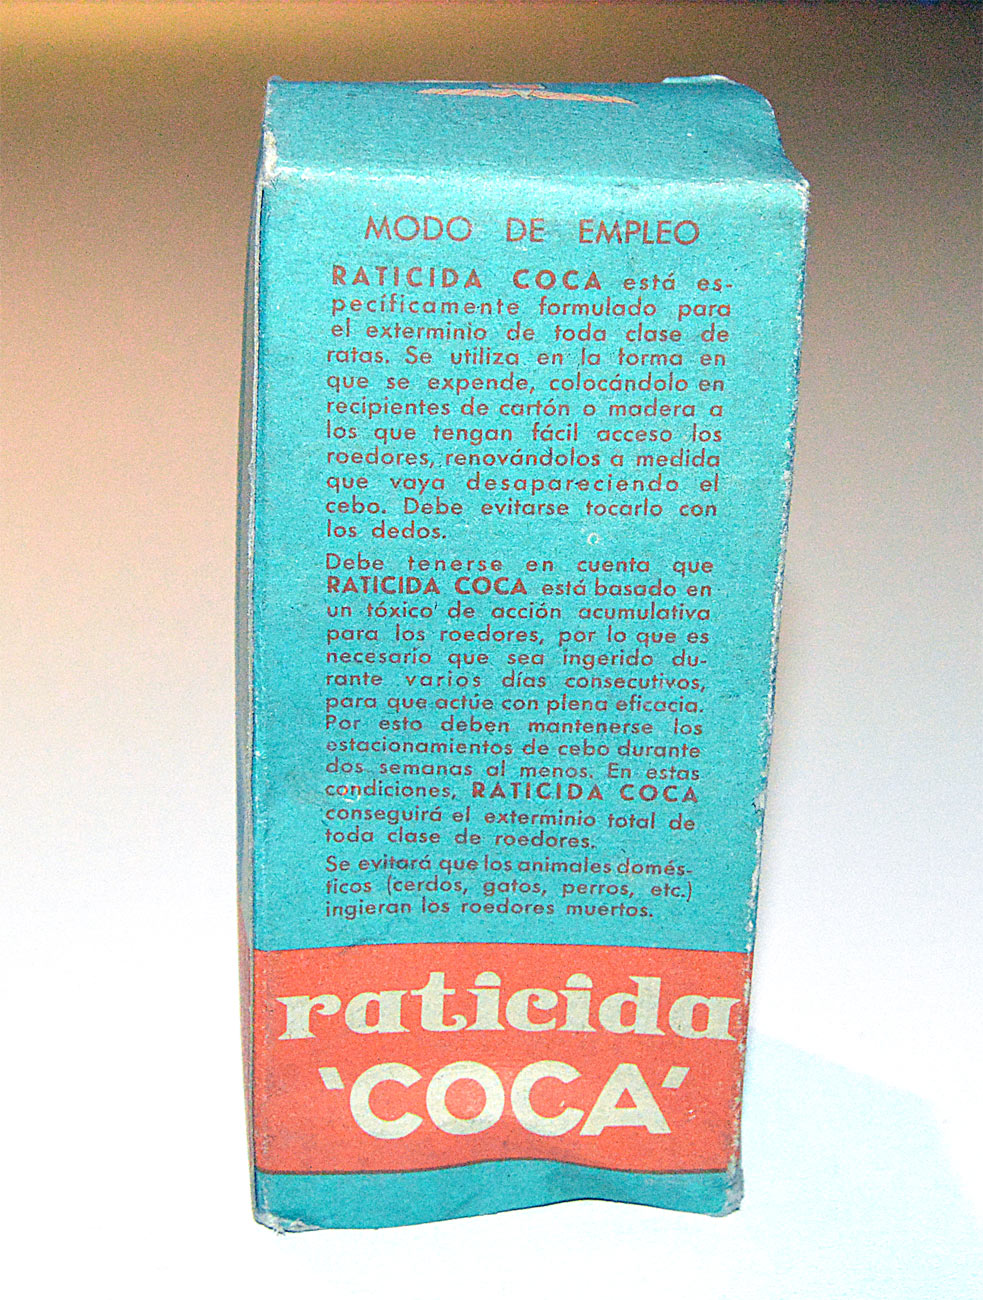 MODO DE EMPLEO
RATICIDA COCA está es-
pecíficamente formulado para
el exterminio de toda clase de
ratas. Se utiliza en la forma en
que se expende, colocándolo en
recipientes de cartón o madera a
los que tengan fácil acceso los
roedores, renovándolos a medida
que vaya desapareciendo el
cebo. Debe evitarse tocarlo con
los dedos.
Debe tenerse en cuenta que
RATICIDA COCA está basado en
un tóxico de acción acumulativa
para los roedores, por lo que es
necesario que sea ingerido du-
rante varios días consecutivos,
para que actúe con plena eficacia.
Por esto deben mantenerse los
estacionamientos de cebo durante
dos semanas al menos. En estas
condiciones, RATICIDA COCA
conseguirá el exterminio total de
toda clase de roedores.
Se evitará que los animales domés-
ticos (cerdos, gatos, perros, etc.)
ingieran los roedores muertos.
raticida
'COCA'